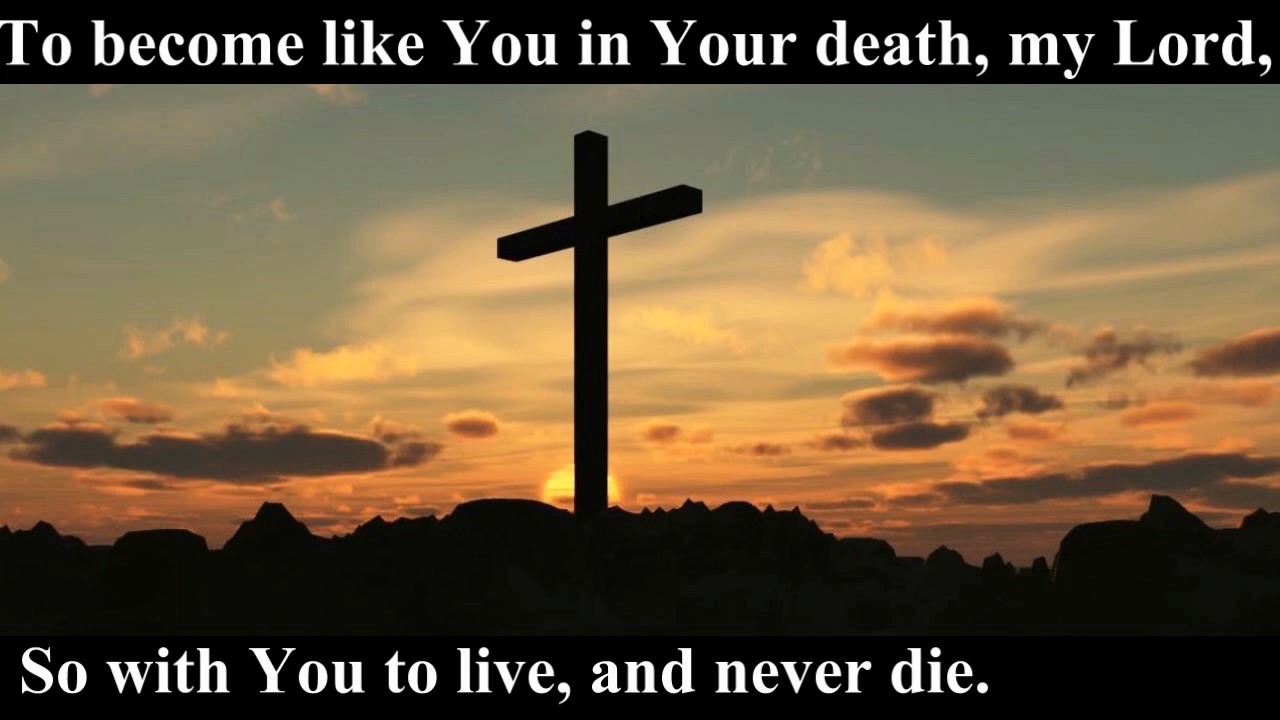 To become like You in Your death, my Lord,
So with You to live, and never die.